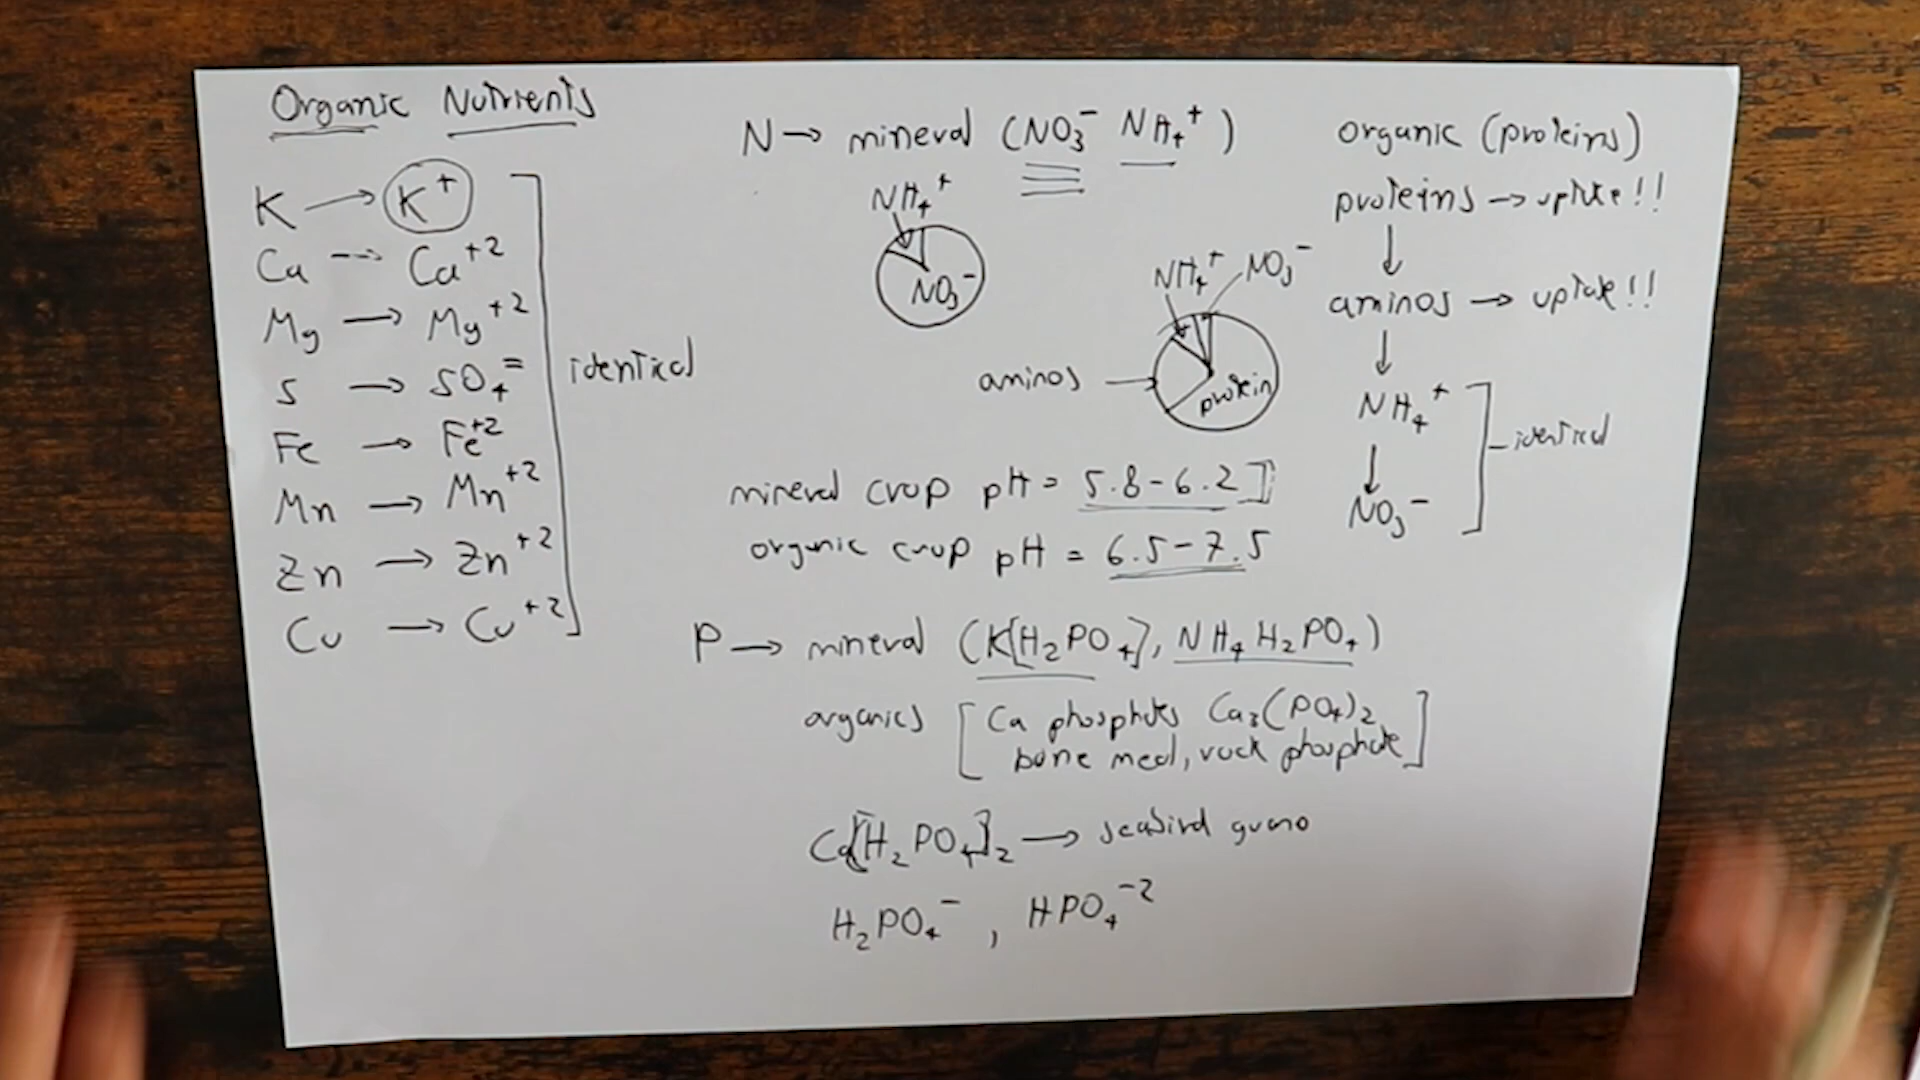 Organic Nutrients
K → K+
Ca --→ Ca+2
Mg → Mg+2
S → SO4=
Fe → Fe+2
Mn → Mn+2
Zn → Zn+2
Cu → Cu+2
identical
N → mineral (NO3- NH4+)
NH4+
NO3-
organic (proteins)
proteins → uptake!!
aminos → uptake!!
NH4+
NO3-
identical
NH4+ NO3-
aminos →
protein
mineral crop pH = 5.8-6.2
organic crop pH = 6.5-7.5
P → mineral (K[H2PO4], NH4H2PO4)
organics [Ca phosphates Ca3(PO4)2
bone meal, rock phosphate]
Ca[H2PO4]2 → seabird guano
H2PO4-, HPO4-2